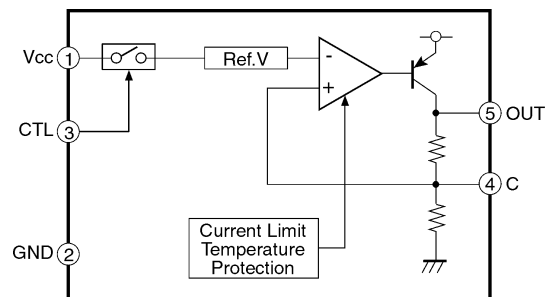 Vcc 1
Ref.V
-
+
CTL 3
5 OUT
4 C
Current Limit
Temperature
Protection
GND 2